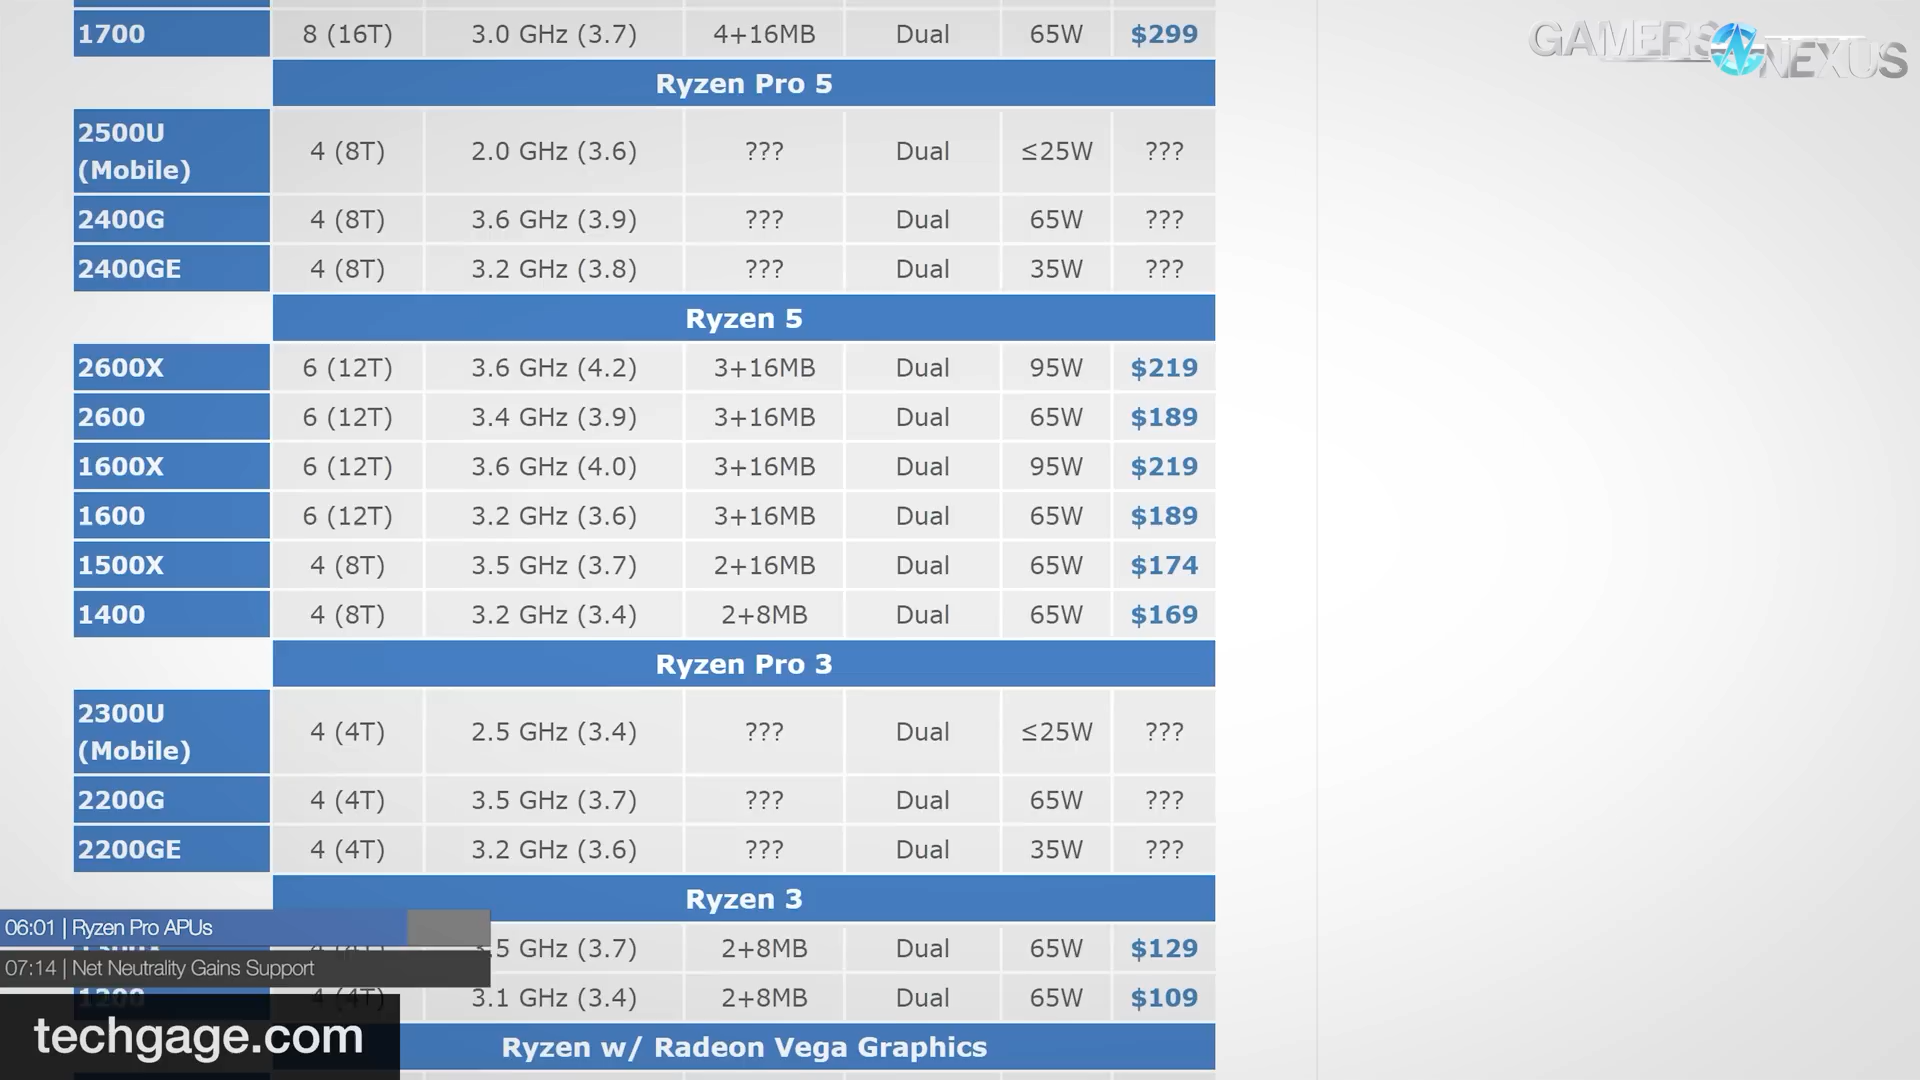 GAMERS NEXUS
1700 8 (16T) 3.0 GHz (3.7) 4+16MB Dual 65W $299
Ryzen Pro 5
2500U
(Mobile) 4 (8T) 2.0 GHz (3.6) ??? Dual ≤25W ???
2400G 4 (8T) 3.6 GHz (3.9) ??? Dual 65W ???
2400GE 4 (8T) 3.2 GHz (3.8) ??? Dual 35W ???
Ryzen 5
2600X 6 (12T) 3.6 GHz (4.2) 3+16MB Dual 95W $219
2600 6 (12T) 3.4 GHz (3.9) 3+16MB Dual 65W $189
1600X 6 (12T) 3.6 GHz (4.0) 3+16MB Dual 95W $219
1600 6 (12T) 3.2 GHz (3.6) 3+16MB Dual 65W $189
1500X 4 (8T) 3.5 GHz (3.7) 2+16MB Dual 65W $174
1400 4 (8T) 3.2 GHz (3.4) 2+8MB Dual 65W $169
Ryzen Pro 3
2300U
(Mobile) 4 (4T) 2.5 GHz (3.4) ??? Dual ≤25W ???
2200G 4 (4T) 3.5 GHz (3.7) ??? Dual 65W ???
2200GE 4 (4T) 3.2 GHz (3.6) ??? Dual 35W ???
Ryzen 3
06:01 | Ryzen Pro APUs
.5 GHz (3.7) 2+8MB Dual 65W $129
07:14 | Net Neutrality Gains Support
1200 4 (4T) 3.1 GHz (3.4) 2+8MB Dual 65W $109
techgage.com
Ryzen w/ Radeon Vega Graphics